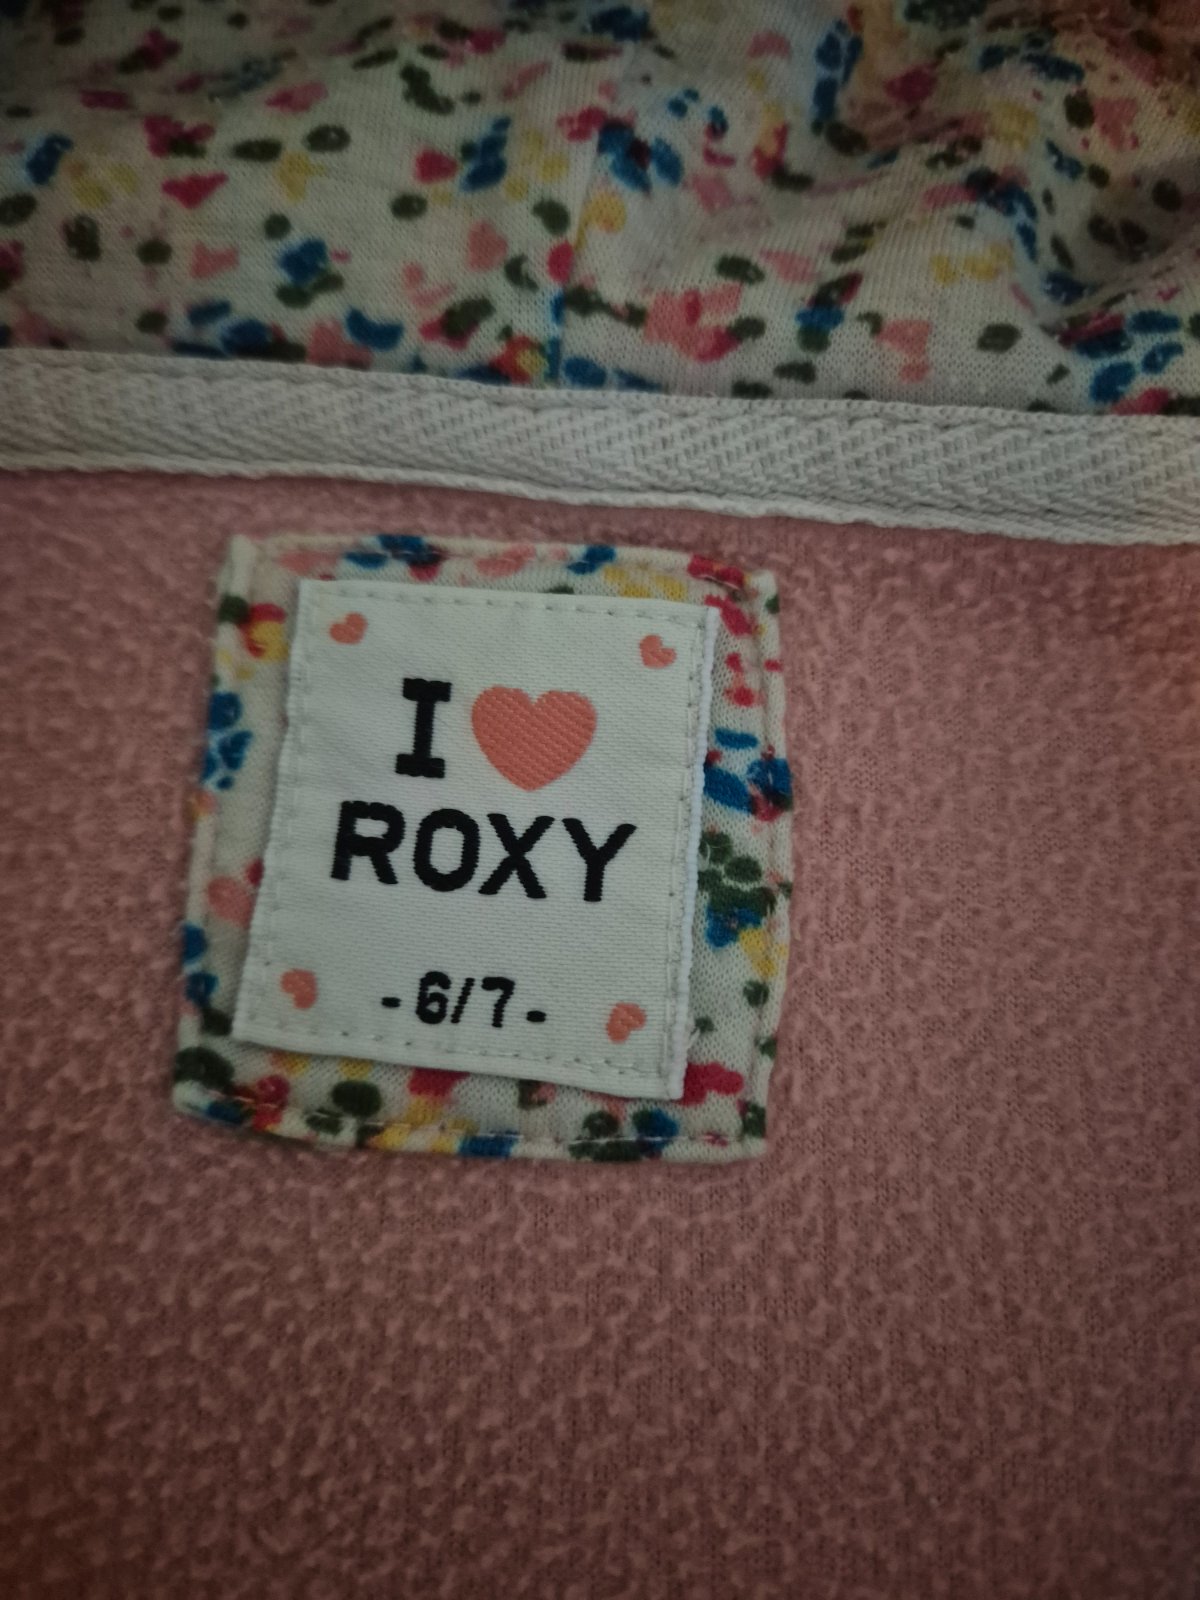 I ♥
ROXY
-6/7-